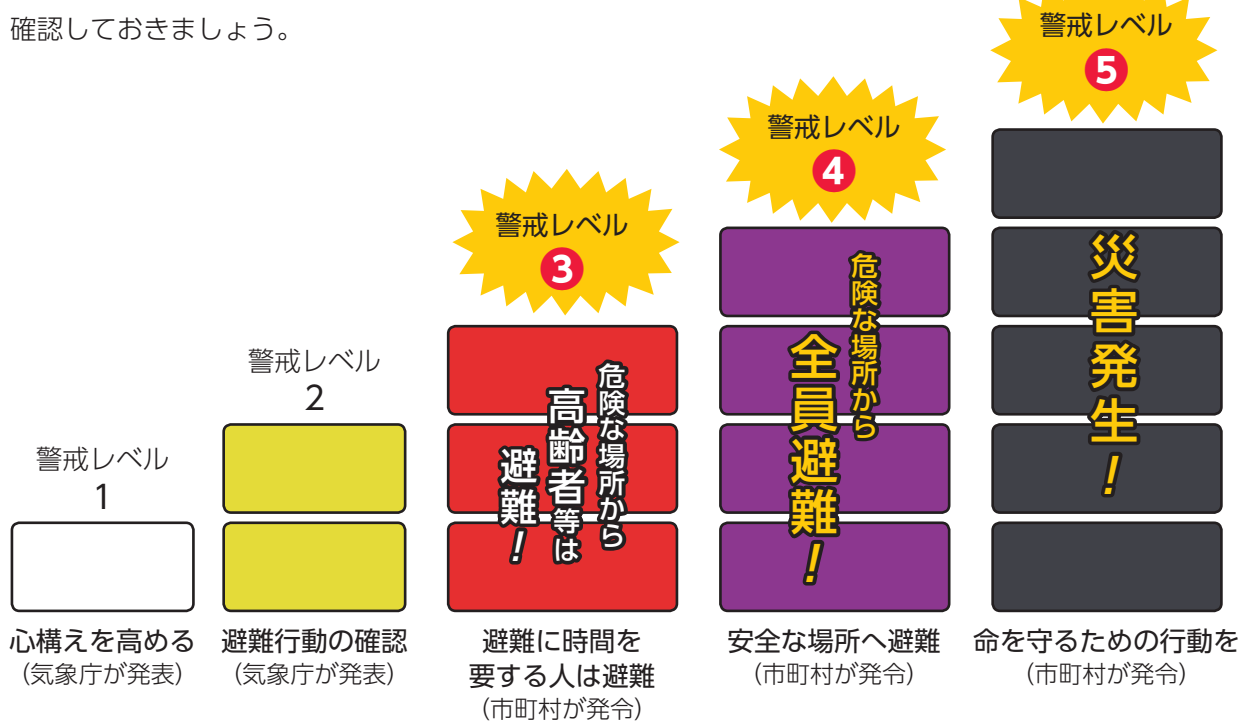 確認しておきましょう。
警戒レベル
1
心構えを高める
(気象庁が発表)
警戒レベル
2
避難行動の確認
(気象庁が発表)
警戒レベル
3
危険な場所から
高齢者等は
避難!
避難に時間を
要する人は避難
(市町村が発令)
警戒レベル
4
危険な場所から
全員避難!
安全な場所へ避難
(市町村が発令)
警戒レベル
5
災害発生!
命を守るための行動を
(市町村が発令)